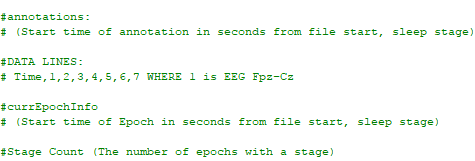 #annotations:
# (Start time of annotation in seconds from file start, sleep stage)
#DATA LINES:
# Time,1,2,3,4,5,6,7 WHERE 1 is EEG Fpz-Cz
#currEpochInfo
# (Start time of Epoch in seconds from file start, sleep stage)
#Stage Count (The number of epochs with a stage)